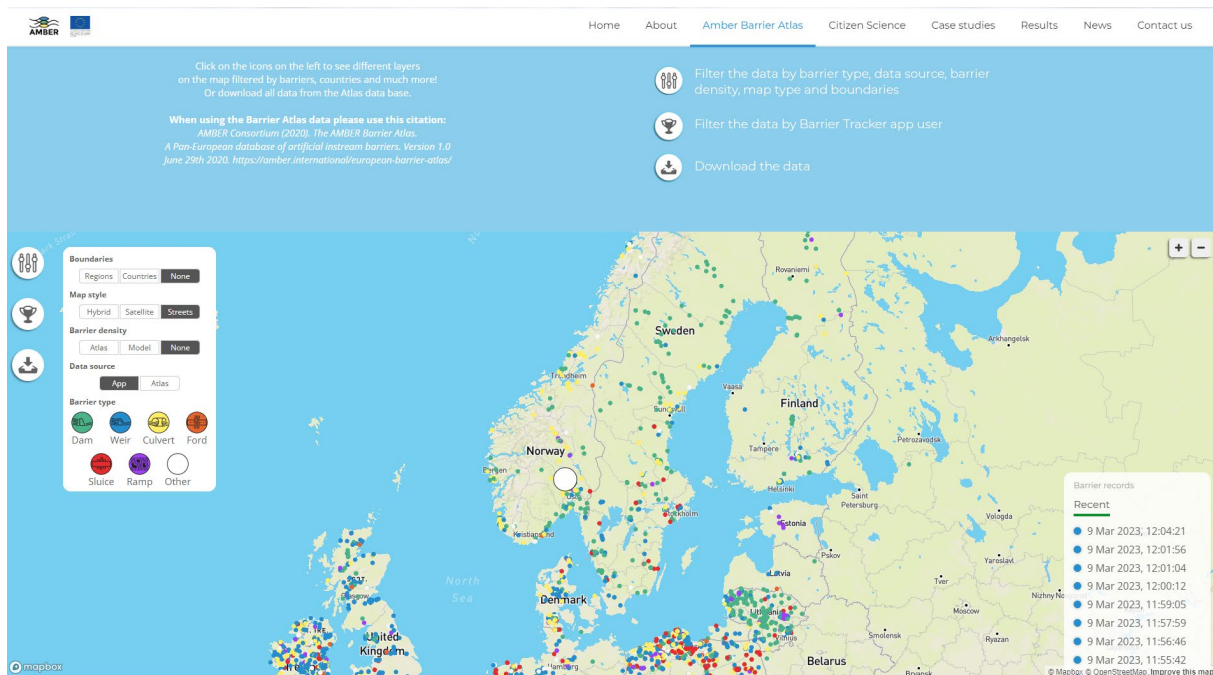 AMBER
Home
About
Amber Barrier Atlas
Citizen Science
Case studies
Results
News
Contact us
Click on the icons on the left to see different layers
on the map filtered by barriers, countries and much more!
Or download all data from the Atlas data base.
When using the Barrier Atlas data please use this citation:
AMBER Consortium (2020). The AMBER Barrier Atlas.
A Pan-European database of artificial instream barriers. Version 1.0
June 29th 2020. https://amber.international/european-barrier-atlas/
Filter the data by barrier type, data source, barrier
density, map type and boundaries
Filter the data by Barrier Tracker app user
Download the data
Boundaries
Regions Countries None
Map style
Hybrid Satellite Streets
Barrier density
Atlas Model None
Data source
App Atlas
Barrier type
Dam Weir Culvert Ford
Sluice Ramp Other
+ −
Rovaniemi
Sweden
Arkhangelsk
Trondheim
Vaasa
Finland
Norway
Tampere
Petrozavodsk
Helsinki
Saint
Petersburg
Stockholm
Estonia
Vologda
Kristiansand
North
Sea
Pskov
Yaroslavl
Latvia
Tver
Denmark
Nizhny
Moscow
Lithuania
Vilnius
Smolensk
Ryazan
United
Kingdom
Hamburg
Belarus
Bryansk
Barrier records
Recent
9 Mar 2023, 12:04:21
9 Mar 2023, 12:01:56
9 Mar 2023, 12:01:04
9 Mar 2023, 12:00:12
9 Mar 2023, 11:59:05
9 Mar 2023, 11:57:59
9 Mar 2023, 11:56:46
9 Mar 2023, 11:55:42
mapbox
© Mapbox © OpenStreetMap Improve this map